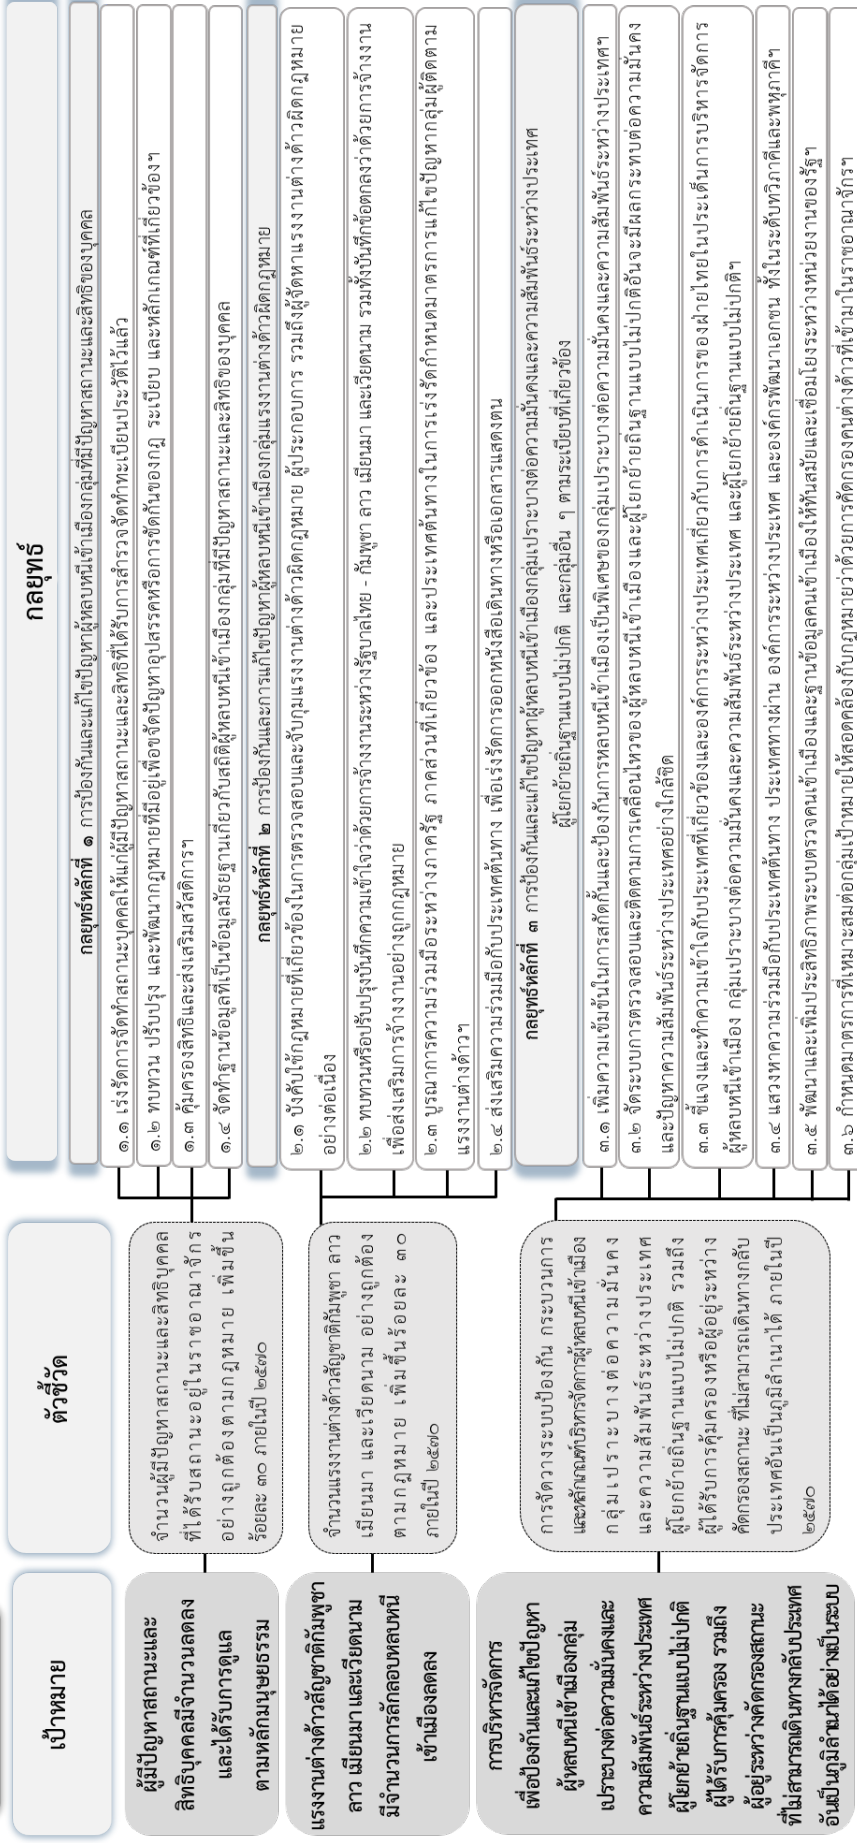 เป้าหมาย
ตัวชี้วัด
กลยุทธ์
ผู้มีปัญหาสถานะและ
สิทธิบุคคลมีจำนวนลดลง
และได้รับการดูแล
ตามหลักมนุษยธรรม
จำนวนผู้มีปัญหาสถานะและสิทธิบุคคล
ที่ได้รับสถานะอยู่ในราชอาณาจักร
อย่างถูกต้องตามกฎหมาย เพิ่มขึ้น
ร้อยละ ๓๐ ภายในปี ๒๕๗๐
กลยุทธ์หลักที่ ๑ การป้องกันและแก้ไขปัญหาผู้หลบหนีเข้าเมืองกลุ่มที่มีปัญหาสถานะและสิทธิของบุคคล
๑.๑ เร่งรัดการจัดทำสถานะบุคคลให้แก่ผู้มีปัญหาสถานะและสิทธิที่ได้รับการสำรวจจัดทำทะเบียนประวัติไว้แล้ว
๑.๒ ทบทวน ปรับปรุง และพัฒนากฎหมายที่มีอยู่เพื่อขจัดปัญหาอุปสรรคหรือการขัดกันของกฎ ระเบียบ และหลักเกณฑ์ที่เกี่ยวข้องฯ
๑.๓ คุ้มครองสิทธิและส่งเสริมสวัสดิการฯ
๑.๔ จัดทำฐานข้อมูลที่เป็นข้อมูลมัธยฐานเกี่ยวกับสถิติผู้หลบหนีเข้าเมืองกลุ่มที่มีปัญหาสถานะและสิทธิของบุคคล
แรงงานต่างด้าวสัญชาติกัมพูชา
ลาว เมียนมา และเวียดนาม
มีจำนวนการลักลอบหลบหนี
เข้าเมืองลดลง
จำนวนแรงงานต่างด้าวสัญชาติกัมพูชา ลาว
เมียนมา และเวียดนาม อย่างถูกต้อง
ตามกฎหมาย เพิ่มขึ้นร้อยละ ๓๐
ภายในปี ๒๕๗๐
กลยุทธ์หลักที่ ๒ การป้องกันและการแก้ไขปัญหาผู้หลบหนีเข้าเมืองกลุ่มแรงงานต่างด้าวผิดกฎหมาย
๒.๑ บังคับใช้กฎหมายที่เกี่ยวข้องในการตรวจสอบและจับกุมแรงงานต่างด้าวผิดกฎหมาย ผู้ประกอบการ รวมถึงผู้จัดหาแรงงานต่างด้าวผิดกฎหมาย
อย่างต่อเนื่อง
๒.๒ ทบทวนหรือปรับปรุงบันทึกความเข้าใจว่าด้วยการจ้างงานระหว่างรัฐบาลไทย - กัมพูชา ลาว เมียนมา และเวียดนาม รวมทั้งบันทึกข้อตกลงว่าด้วยการจ้างงาน
เพื่อส่งเสริมการจ้างงานอย่างถูกกฎหมาย
๒.๓ บูรณาการความร่วมมือระหว่างภาครัฐ ภาคส่วนที่เกี่ยวข้อง และประเทศต้นทางในการเร่งรัดกำหนดมาตรการแก้ไขปัญหากลุ่มผู้ติดตาม
แรงงานต่างด้าวฯ
๒.๔ ส่งเสริมความร่วมมือกับประเทศต้นทาง เพื่อเร่งรัดการออกหนังสือเดินทางหรือเอกสารแสดงตน
การบริหารจัดการ
เพื่อป้องกันและแก้ไขปัญหา
ผู้หลบหนีเข้าเมืองกลุ่ม
เปราะบางต่อความมั่นคงและ
ความสัมพันธ์ระหว่างประเทศ
ผู้โยกย้ายถิ่นฐานแบบไม่ปกติ
ผู้ได้รับการคุ้มครอง รวมถึง
ผู้อยู่ระหว่างคัดกรองสถานะ
ที่ไม่สามารถเดินทางกลับประเทศ
อันเป็นภูมิลำเนาได้อย่างเป็นระบบ
การจัดวางระบบป้องกัน กระบวนการ
และหลักเกณฑ์บริหารจัดการผู้หลบหนีเข้าเมือง
กลุ่มเปราะบางต่อความมั่นคง
และความสัมพันธ์ระหว่างประเทศ
ผู้โยกย้ายถิ่นฐานแบบไม่ปกติ รวมถึง
ผู้ได้รับการคุ้มครองหรือผู้อยู่ระหว่าง
คัดกรองสถานะ ที่ไม่สามารถเดินทางกลับ
ประเทศอันเป็นภูมิลำเนาได้ ภายในปี
๒๕๗๐
กลยุทธ์หลักที่ ๓ การป้องกันและแก้ไขปัญหาผู้หลบหนีเข้าเมืองกลุ่มเปราะบางต่อความมั่นคงและความสัมพันธ์ระหว่างประเทศ
ผู้โยกย้ายถิ่นฐานแบบไม่ปกติ และกลุ่มอื่น ๆ ตามระเบียบที่เกี่ยวข้อง
๓.๑ เพิ่มความเข้มข้นในการสกัดกั้นและป้องกันการหลบหนีเข้าเมืองเป็นพิเศษของกลุ่มเปราะบางต่อความมั่นคงและความสัมพันธ์ระหว่างประเทศฯ
๓.๒ จัดระบบการตรวจสอบและติดตามการเคลื่อนไหวของผู้หลบหนีเข้าเมืองและผู้โยกย้ายถิ่นฐานแบบไม่ปกติอันจะมีผลกระทบต่อความมั่นคง
และปัญหาความสัมพันธ์ระหว่างประเทศอย่างใกล้ชิด
๓.๓ ชี้แจงและทำความเข้าใจกับประเทศที่เกี่ยวข้องและองค์การระหว่างประเทศเกี่ยวกับการดำเนินการของฝ่ายไทยในประเด็นการบริหารจัดการ
ผู้หลบหนีเข้าเมือง กลุ่มเปราะบางต่อความมั่นคงและความสัมพันธ์ระหว่างประเทศ และผู้โยกย้ายถิ่นฐานแบบไม่ปกติฯ
๓.๔ แสวงหาความร่วมมือกับประเทศต้นทาง ประเทศทางผ่าน องค์การระหว่างประเทศ และองค์กรพัฒนาเอกชน ทั้งในระดับทวิภาคีและพหุภาคีฯ
๓.๕ พัฒนาและเพิ่มประสิทธิภาพระบบตรวจคนเข้าเมืองและฐานข้อมูลคนเข้าเมืองให้ทันสมัยและเชื่อมโยงระหว่างหน่วยงานของรัฐฯ
๓.๖ กำหนดมาตรการที่เหมาะสมต่อกลุ่มเป้าหมายให้สอดคล้องกับกฎหมายว่าด้วยการคัดกรองคนต่างด้าวที่เข้ามาในราชอาณาจักรฯ